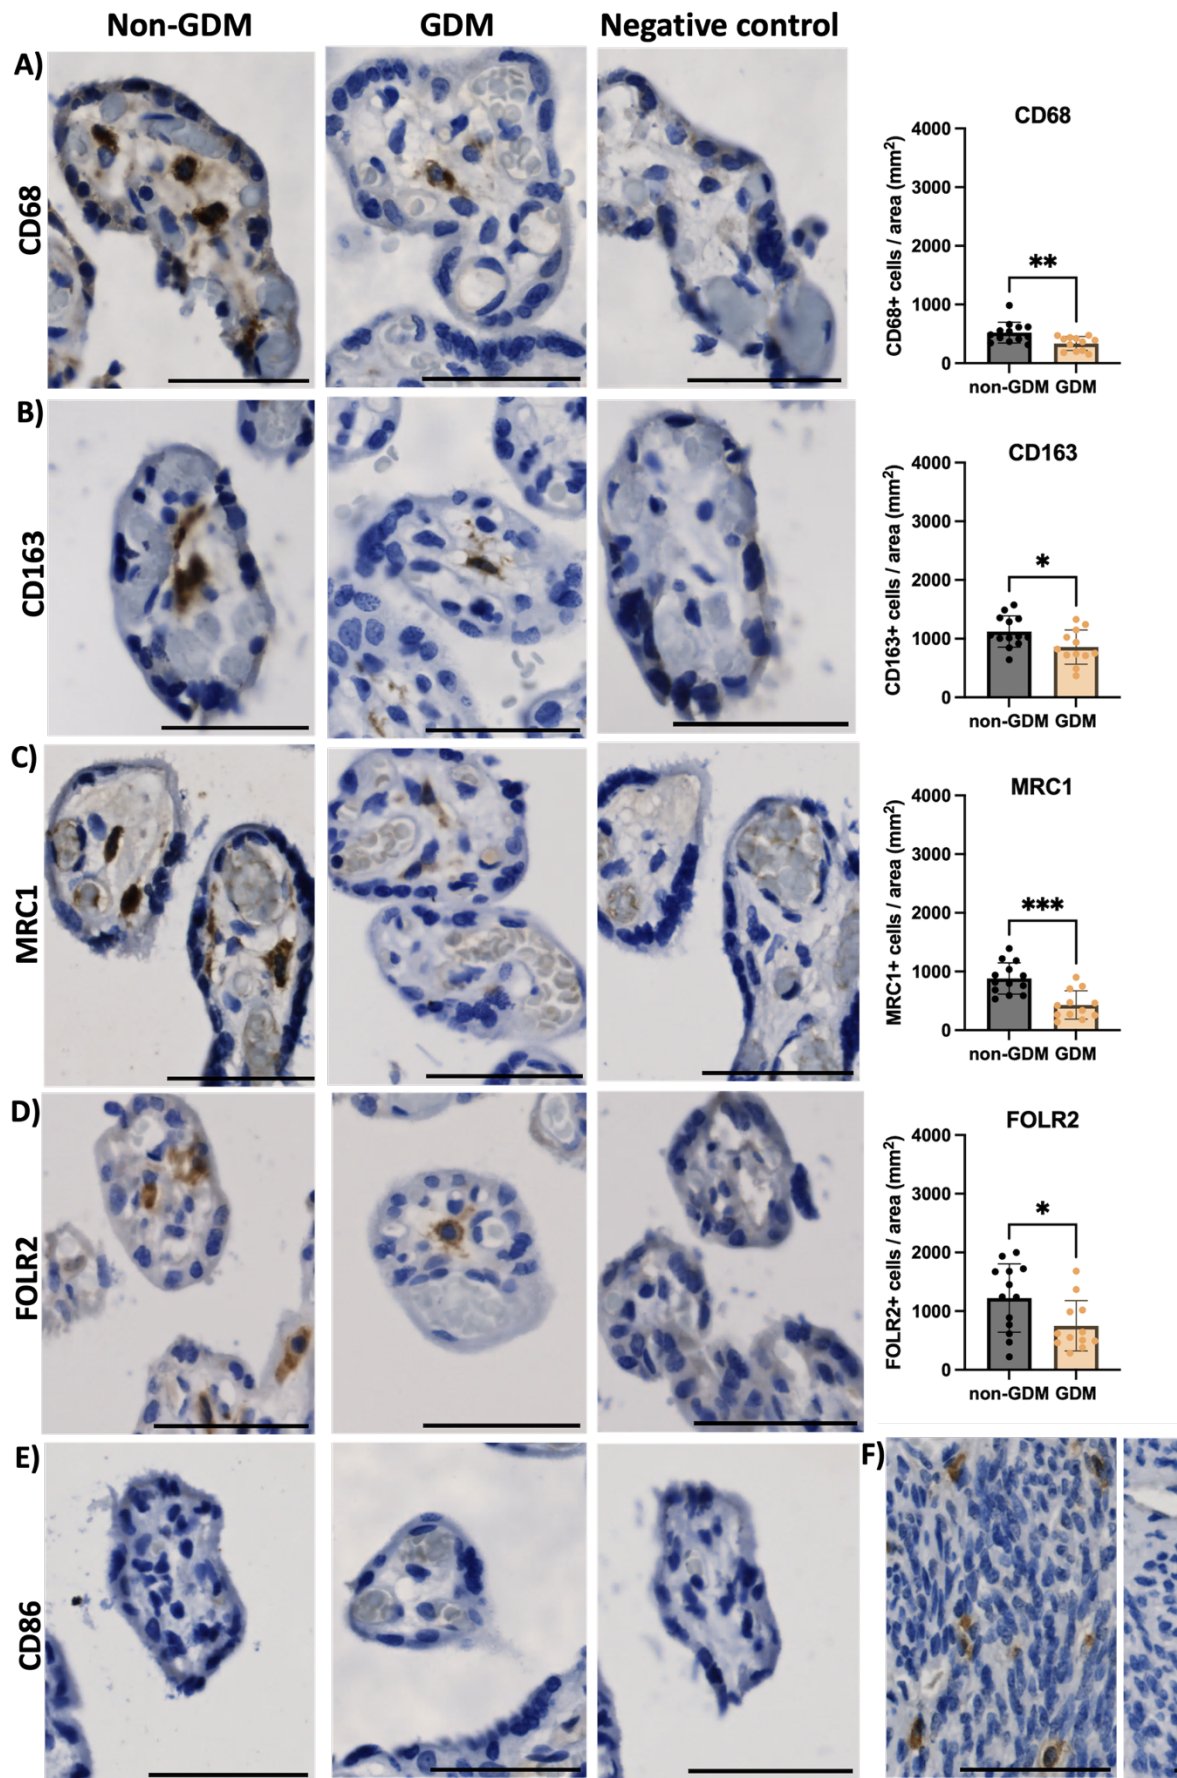 Non-GDM GDM Negative control
A)
CD68
CD68
CD68+ cells / area (mm²)
4000
3000
2000
1000
0
**
non-GDM GDM
B)
CD163
CD163
CD163+ cells / area (mm²)
4000
3000
2000
1000
0
*
non-GDM GDM
C)
MRC1
MRC1
MRC1+ cells / area (mm²)
4000
3000
2000
1000
0
***
non-GDM GDM
D)
FOLR2
FOLR2
FOLR2+ cells / area (mm²)
4000
3000
2000
1000
0
*
non-GDM GDM
E)
CD86
F)